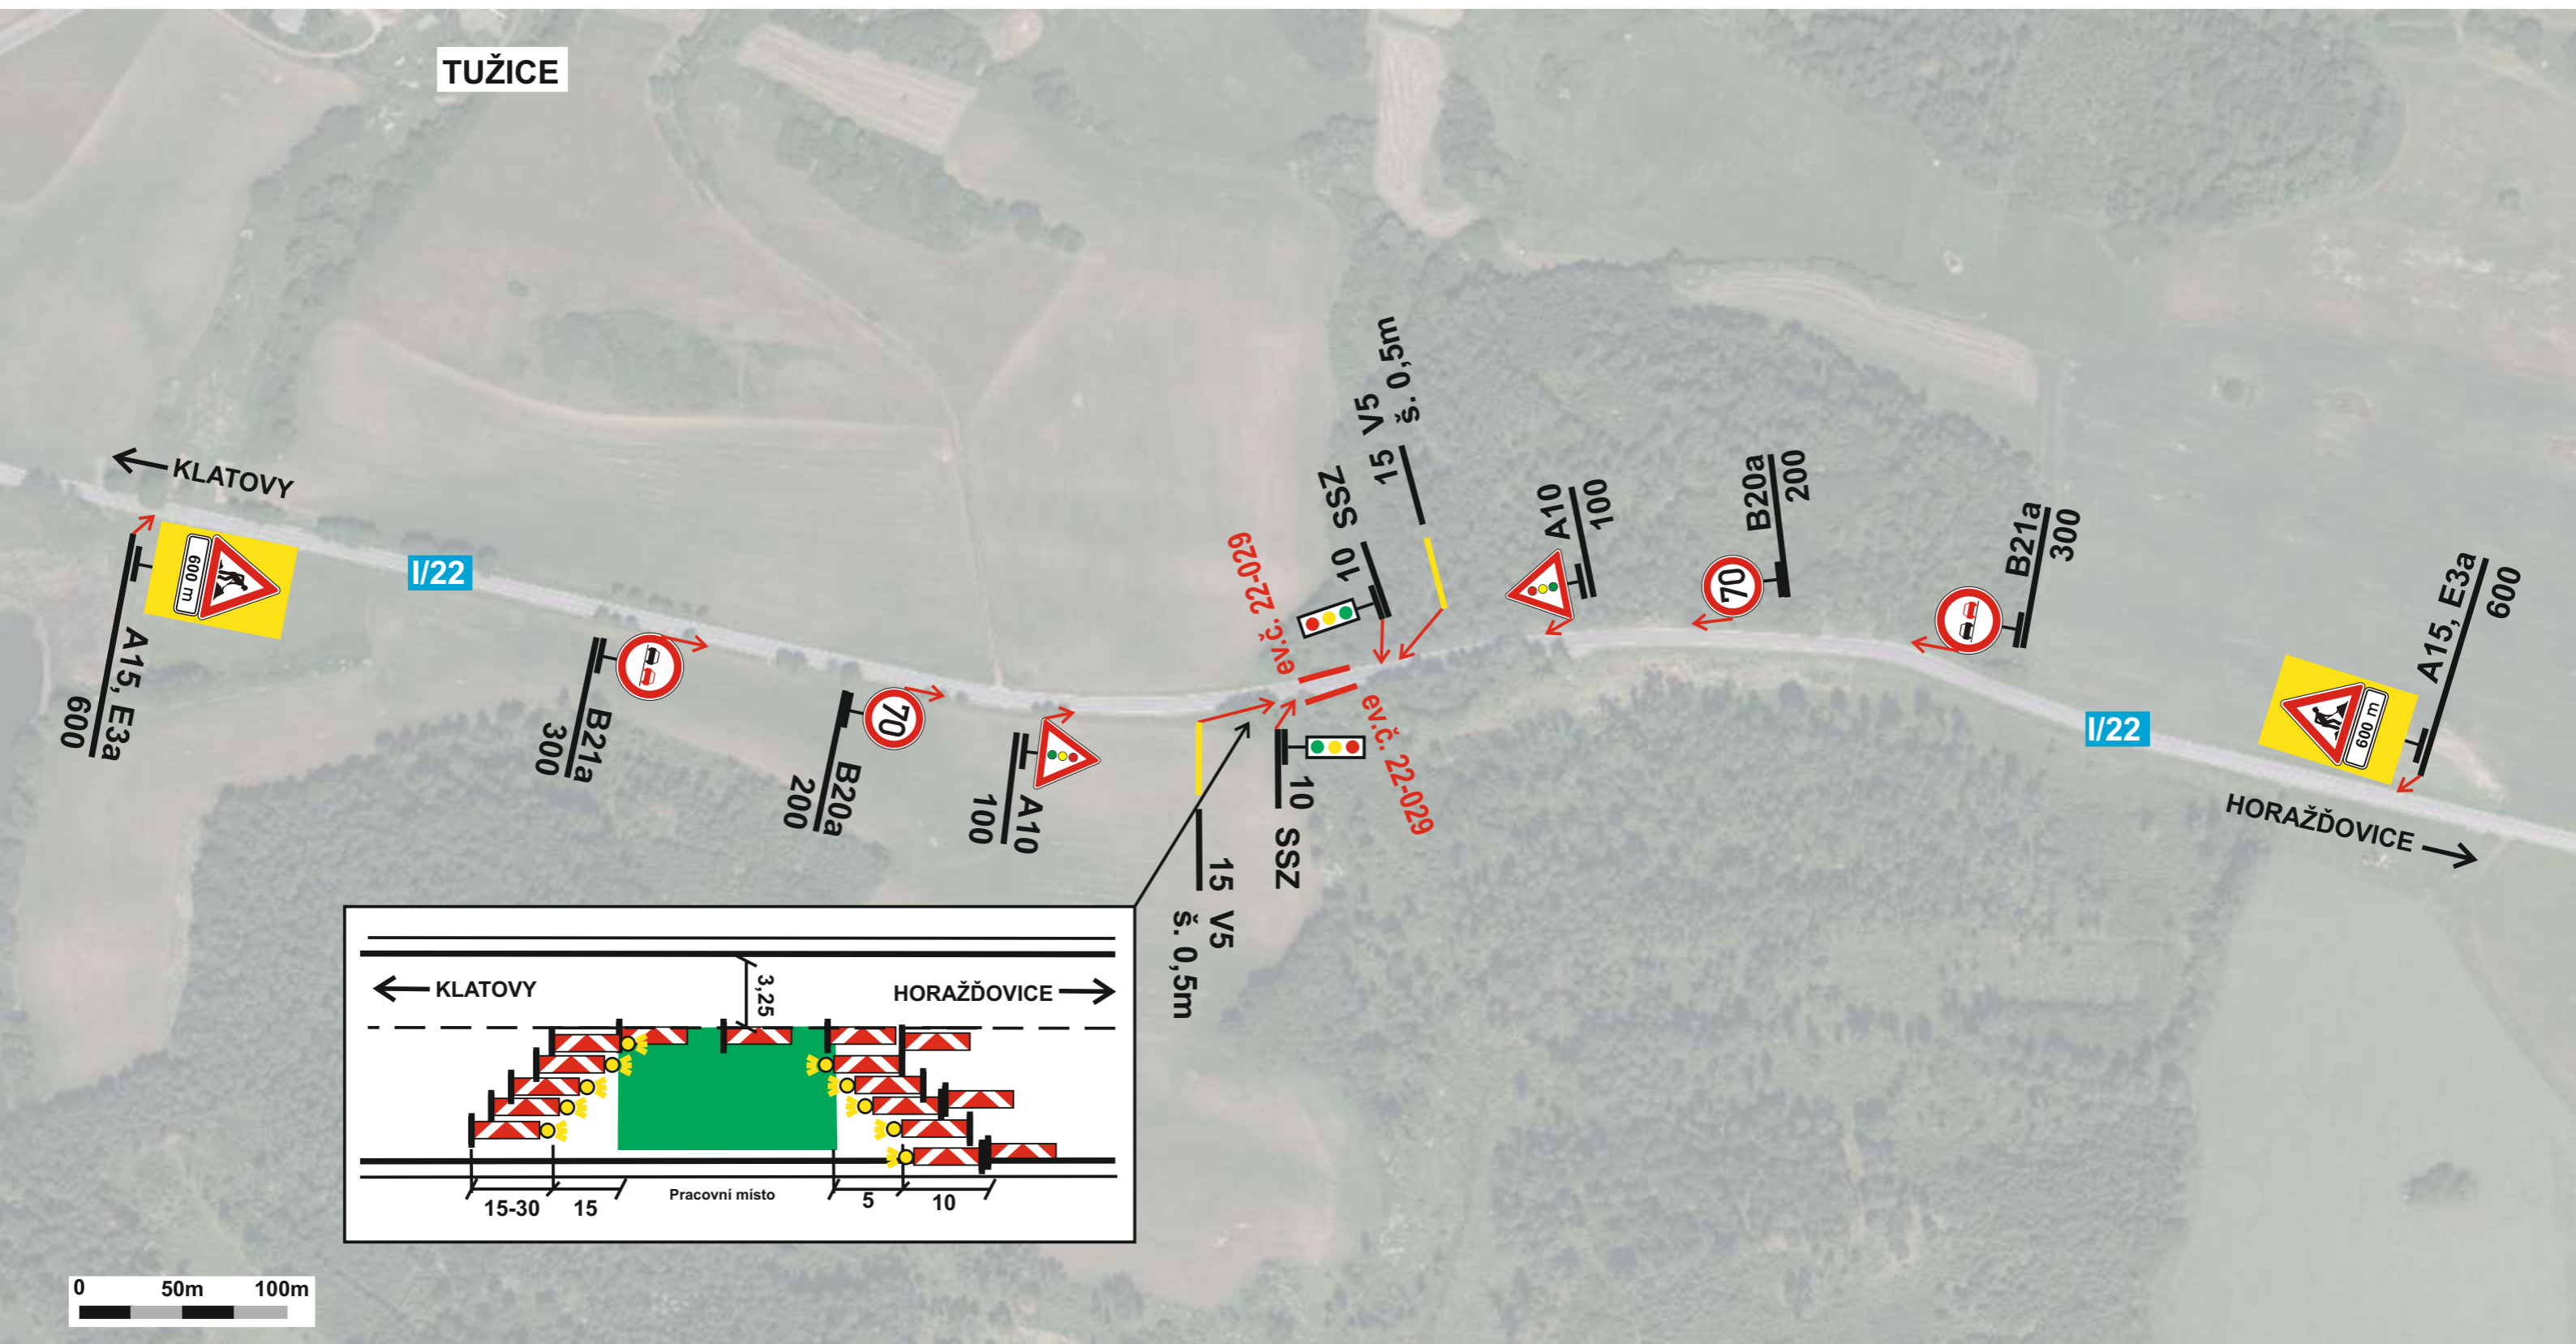 TUŽICE
KLATOVY
I/22
600 m
A15, E3a
600
B21a
300
70
B20a
200
A10
100
ev.č. 22-029
10 SSZ
15 V5
š. 0,5m
A10
100
B20a
200
70
B21a
300
A15, E3a
600
600 m
I/22
HORAŽĎOVICE
ev.č. 22-029
10 SSZ
15 V5
š. 0,5m
KLATOVY
3,25
HORAŽĎOVICE
15-30
15
Pracovní místo
5
10
0 50m 100m